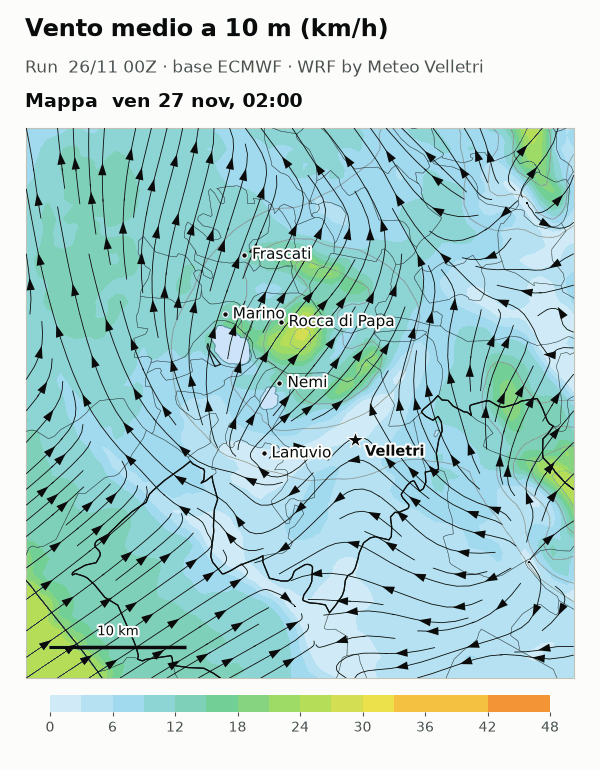 Vento medio a 10 m (km/h)
Run  26/11 00Z · base ECMWF · WRF by Meteo Velletri
Mappa  ven 27 nov, 02:00
Frascati
Marino
Rocca di Papa
Nemi
Lanuvio
Velletri
10 km
0 6 12 18 24 30 36 42 48